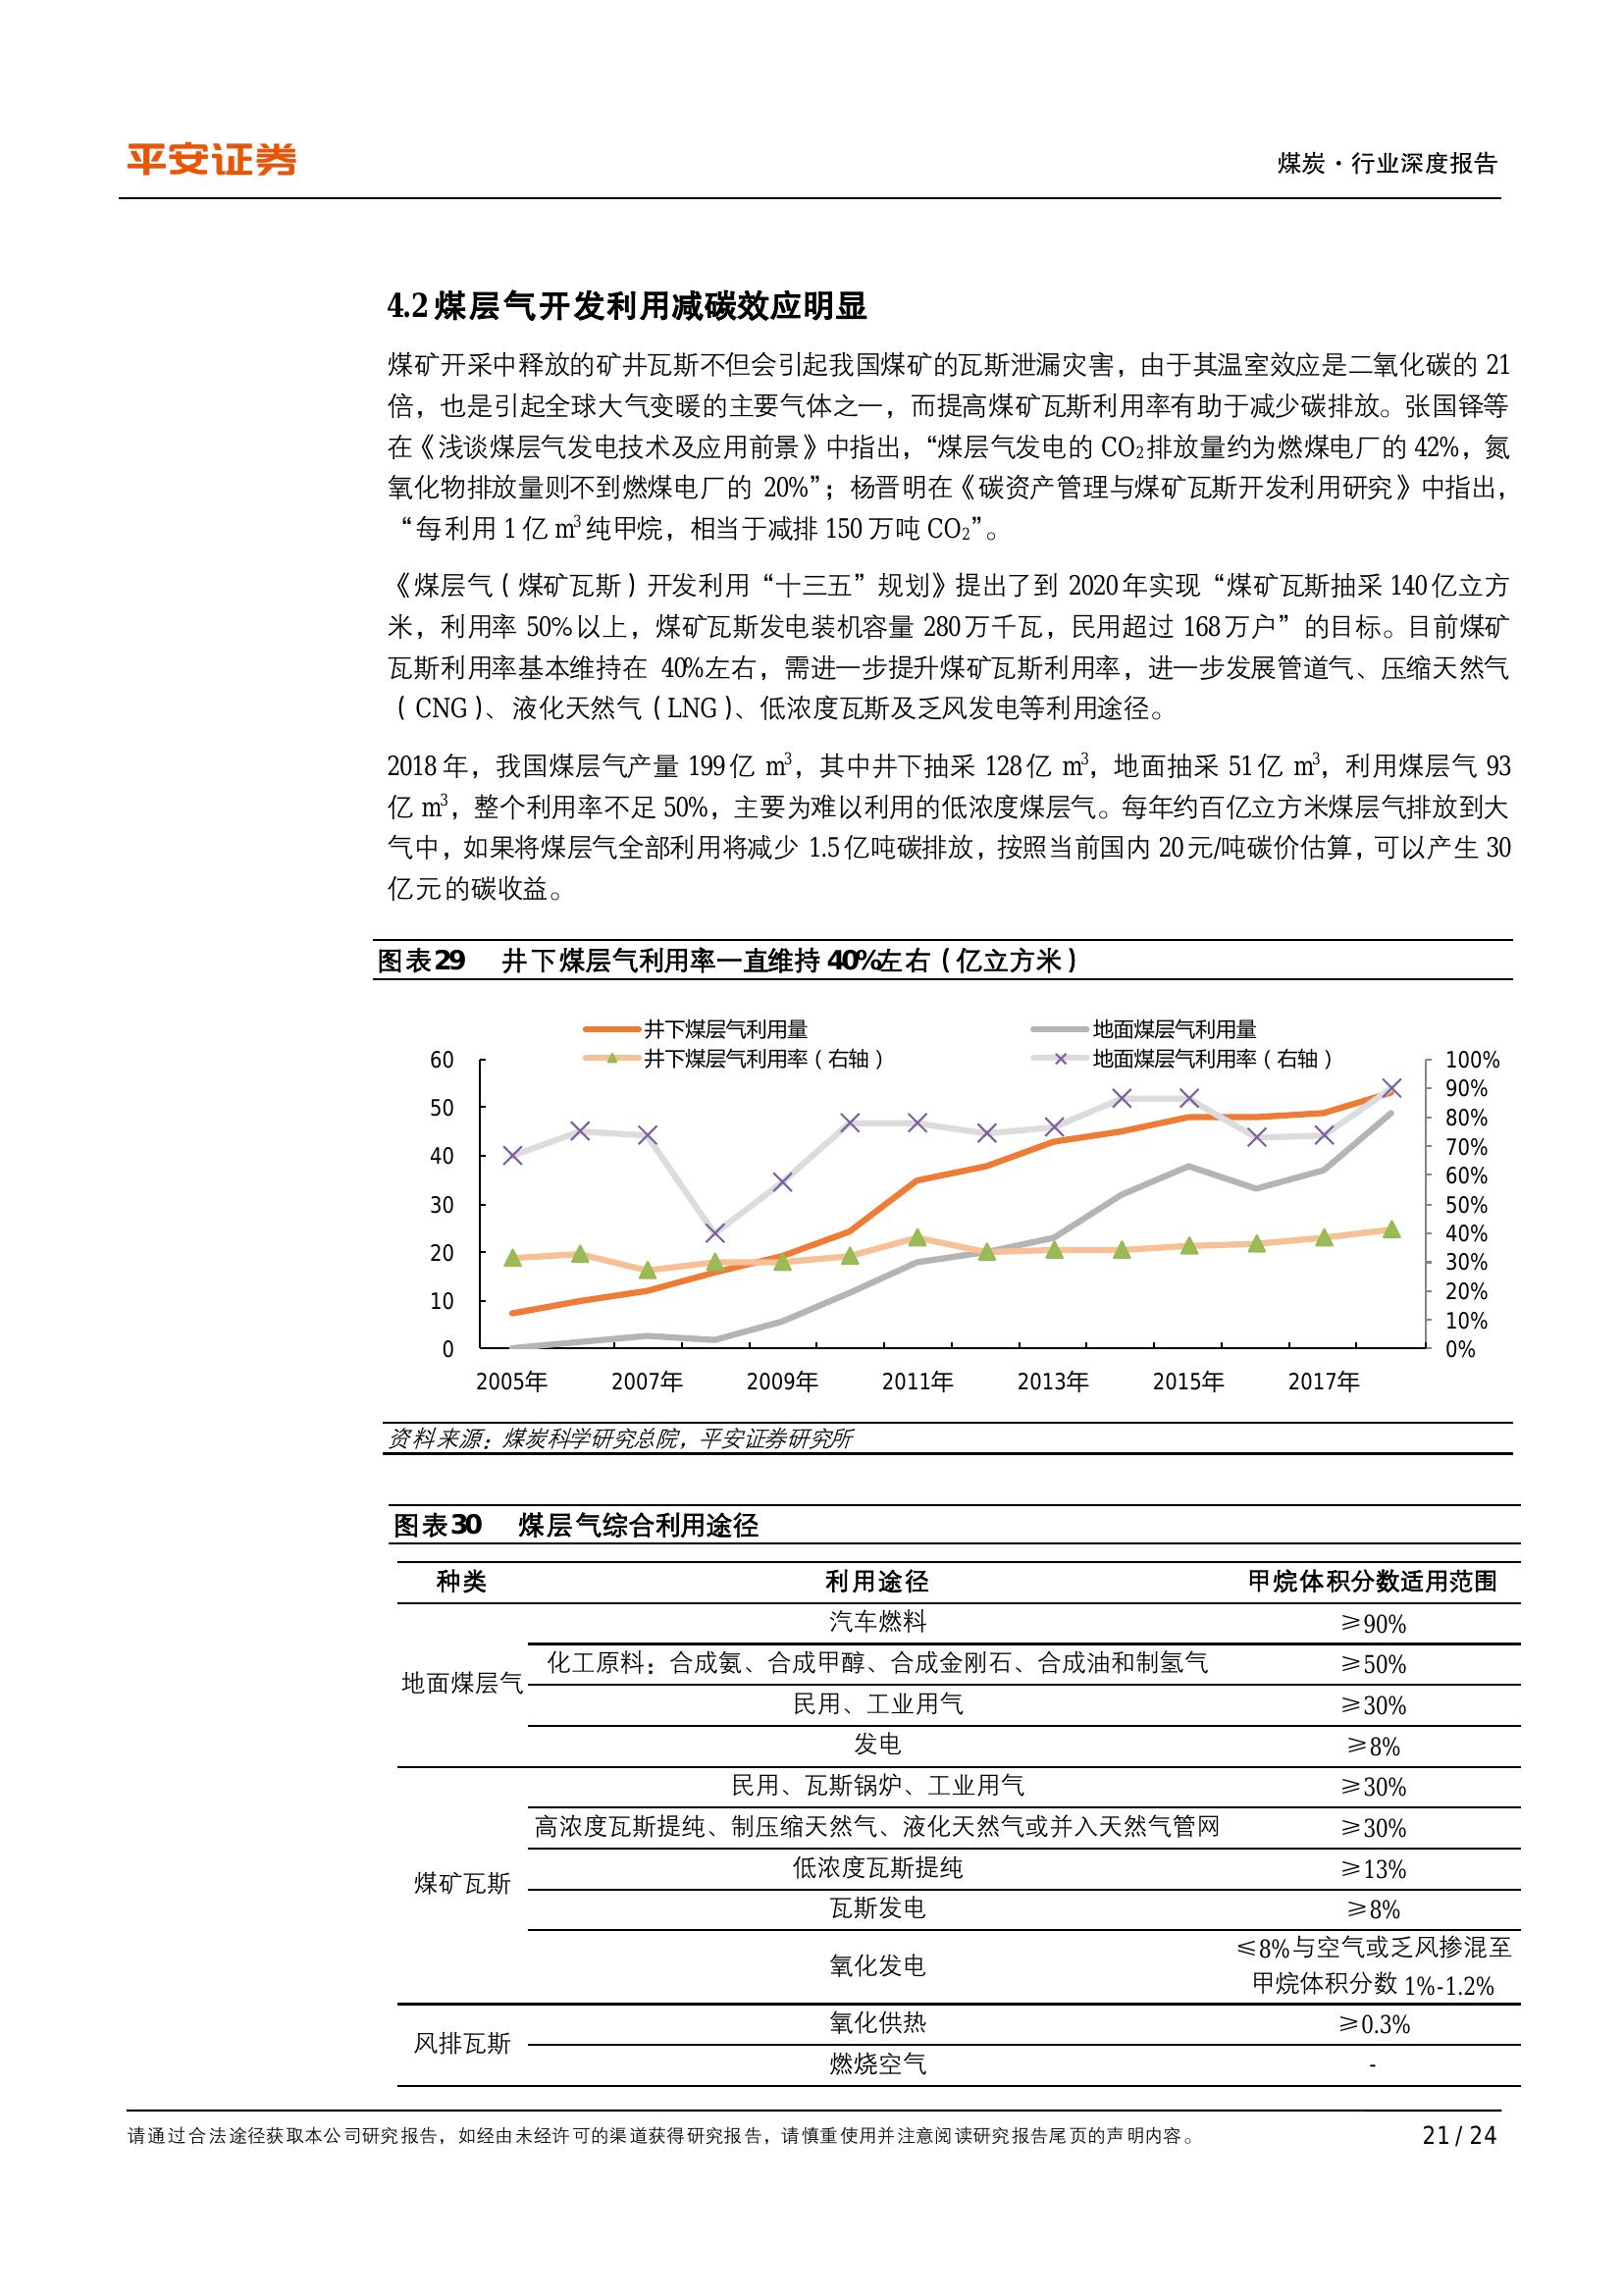 平安证券
煤炭·行业深度报告
4.2 煤层气开发利用减碳效应明显
煤矿开采中释放的矿井瓦斯不但会引起我国煤矿的瓦斯泄漏灾害，由于其温室效应是二氧化碳的 21
倍，也是引起全球大气变暖的主要气体之一，而提高煤矿瓦斯利用率有助于减少碳排放。张国铎等
在《浅谈煤层气发电技术及应用前景》中指出，“煤层气发电的 CO₂排放量约为燃煤电厂的 42%，氮
氧化物排放量则不到燃煤电厂的 20%”；杨晋明在《碳资产管理与煤矿瓦斯开发利用研究》中指出，
“每利用 1 亿 m³ 纯甲烷，相当于减排 150 万吨 CO₂”。
《煤层气（煤矿瓦斯）开发利用“十三五”规划》提出了到 2020 年实现“煤矿瓦斯抽采 140 亿立方
米，利用率 50%以上，煤矿瓦斯发电装机容量 280 万千瓦，民用超过 168 万户”的目标。目前煤矿
瓦斯利用率基本维持在 40%左右，需进一步提升煤矿瓦斯利用率，进一步发展管道气、压缩天然气
（CNG）、液化天然气（LNG）、低浓度瓦斯及乏风发电等利用途径。
2018 年，我国煤层气产量 199 亿 m³，其中井下抽采 128 亿 m³，地面抽采 51 亿 m³，利用煤层气 93
亿 m³，整个利用率不足 50%，主要为难以利用的低浓度煤层气。每年约百亿立方米煤层气排放到大
气中，如果将煤层气全部利用将减少 1.5 亿吨碳排放，按照当前国内 20 元/吨碳价估算，可以产生 30
亿元的碳收益。
图表29 井下煤层气利用率一直维持 40%左右（亿立方米）
井下煤层气利用量 地面煤层气利用量
井下煤层气利用率（右轴） 地面煤层气利用率（右轴）
60 100%
90%
50 80%
70%
40 60%
30 50%
40%
20 30%
20%
10 10%
0 0%
2005年 2007年 2009年 2011年 2013年 2015年 2017年
资料来源：煤炭科学研究总院，平安证券研究所
图表30 煤层气综合利用途径
种类 利用途径 甲烷体积分数适用范围
汽车燃料 ≥90%
化工原料：合成氨、合成甲醇、合成金刚石、合成油和制氢气 ≥50%
地面煤层气
民用、工业用气 ≥30%
发电 ≥8%
民用、瓦斯锅炉、工业用气 ≥30%
高浓度瓦斯提纯、制压缩天然气、液化天然气或并入天然气管网 ≥30%
低浓度瓦斯提纯 ≥13%
煤矿瓦斯
瓦斯发电 ≥8%
氧化发电 ≤8%与空气或乏风掺混至
甲烷体积分数 1%-1.2%
氧化供热 ≥0.3%
风排瓦斯
燃烧空气 -
请通过合法途径获取本公司研究报告，如经由未经许可的渠道获得研究报告，请慎重使用并注意阅读研究报告尾页的声明内容。
21 / 24